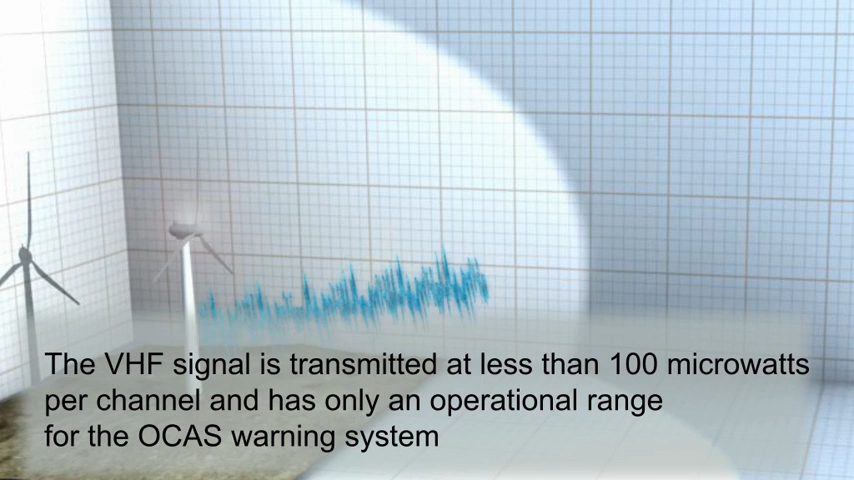 The VHF signal is transmitted at less than 100 microwatts
per channel and has only an operational range
for the OCAS warning system